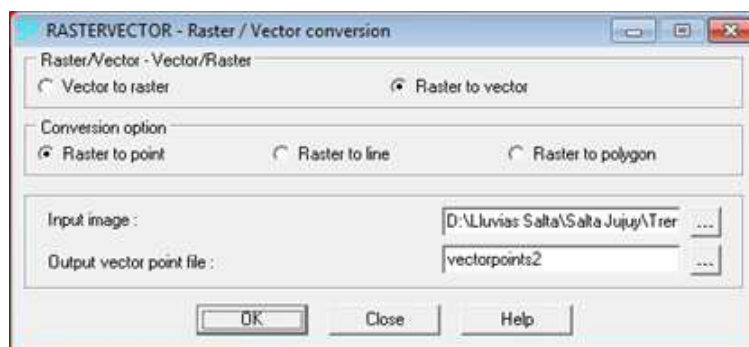 RASTERVECTOR - Raster / Vector conversion
Raster/Vector - Vector/Raster
Vector to raster Raster to vector
Conversion option
Raster to point Raster to line Raster to polygon
Input image : D:\Lluvias Salta\Salta Jujuy\Tren ...
Output vector point file : vectorpoints2 ...
OK Close Help